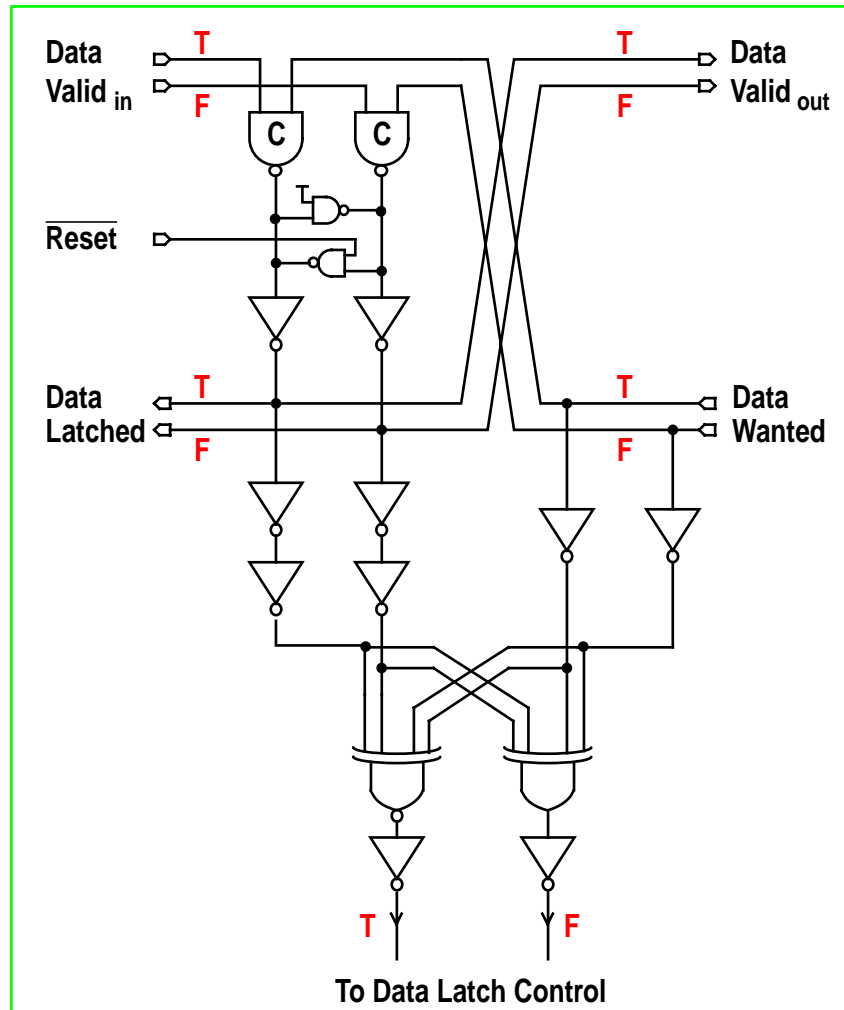 Data T T Data
Valid in F F Valid out
C C
Reset
Data T T Data
Latched F F Wanted
T F
To Data Latch Control